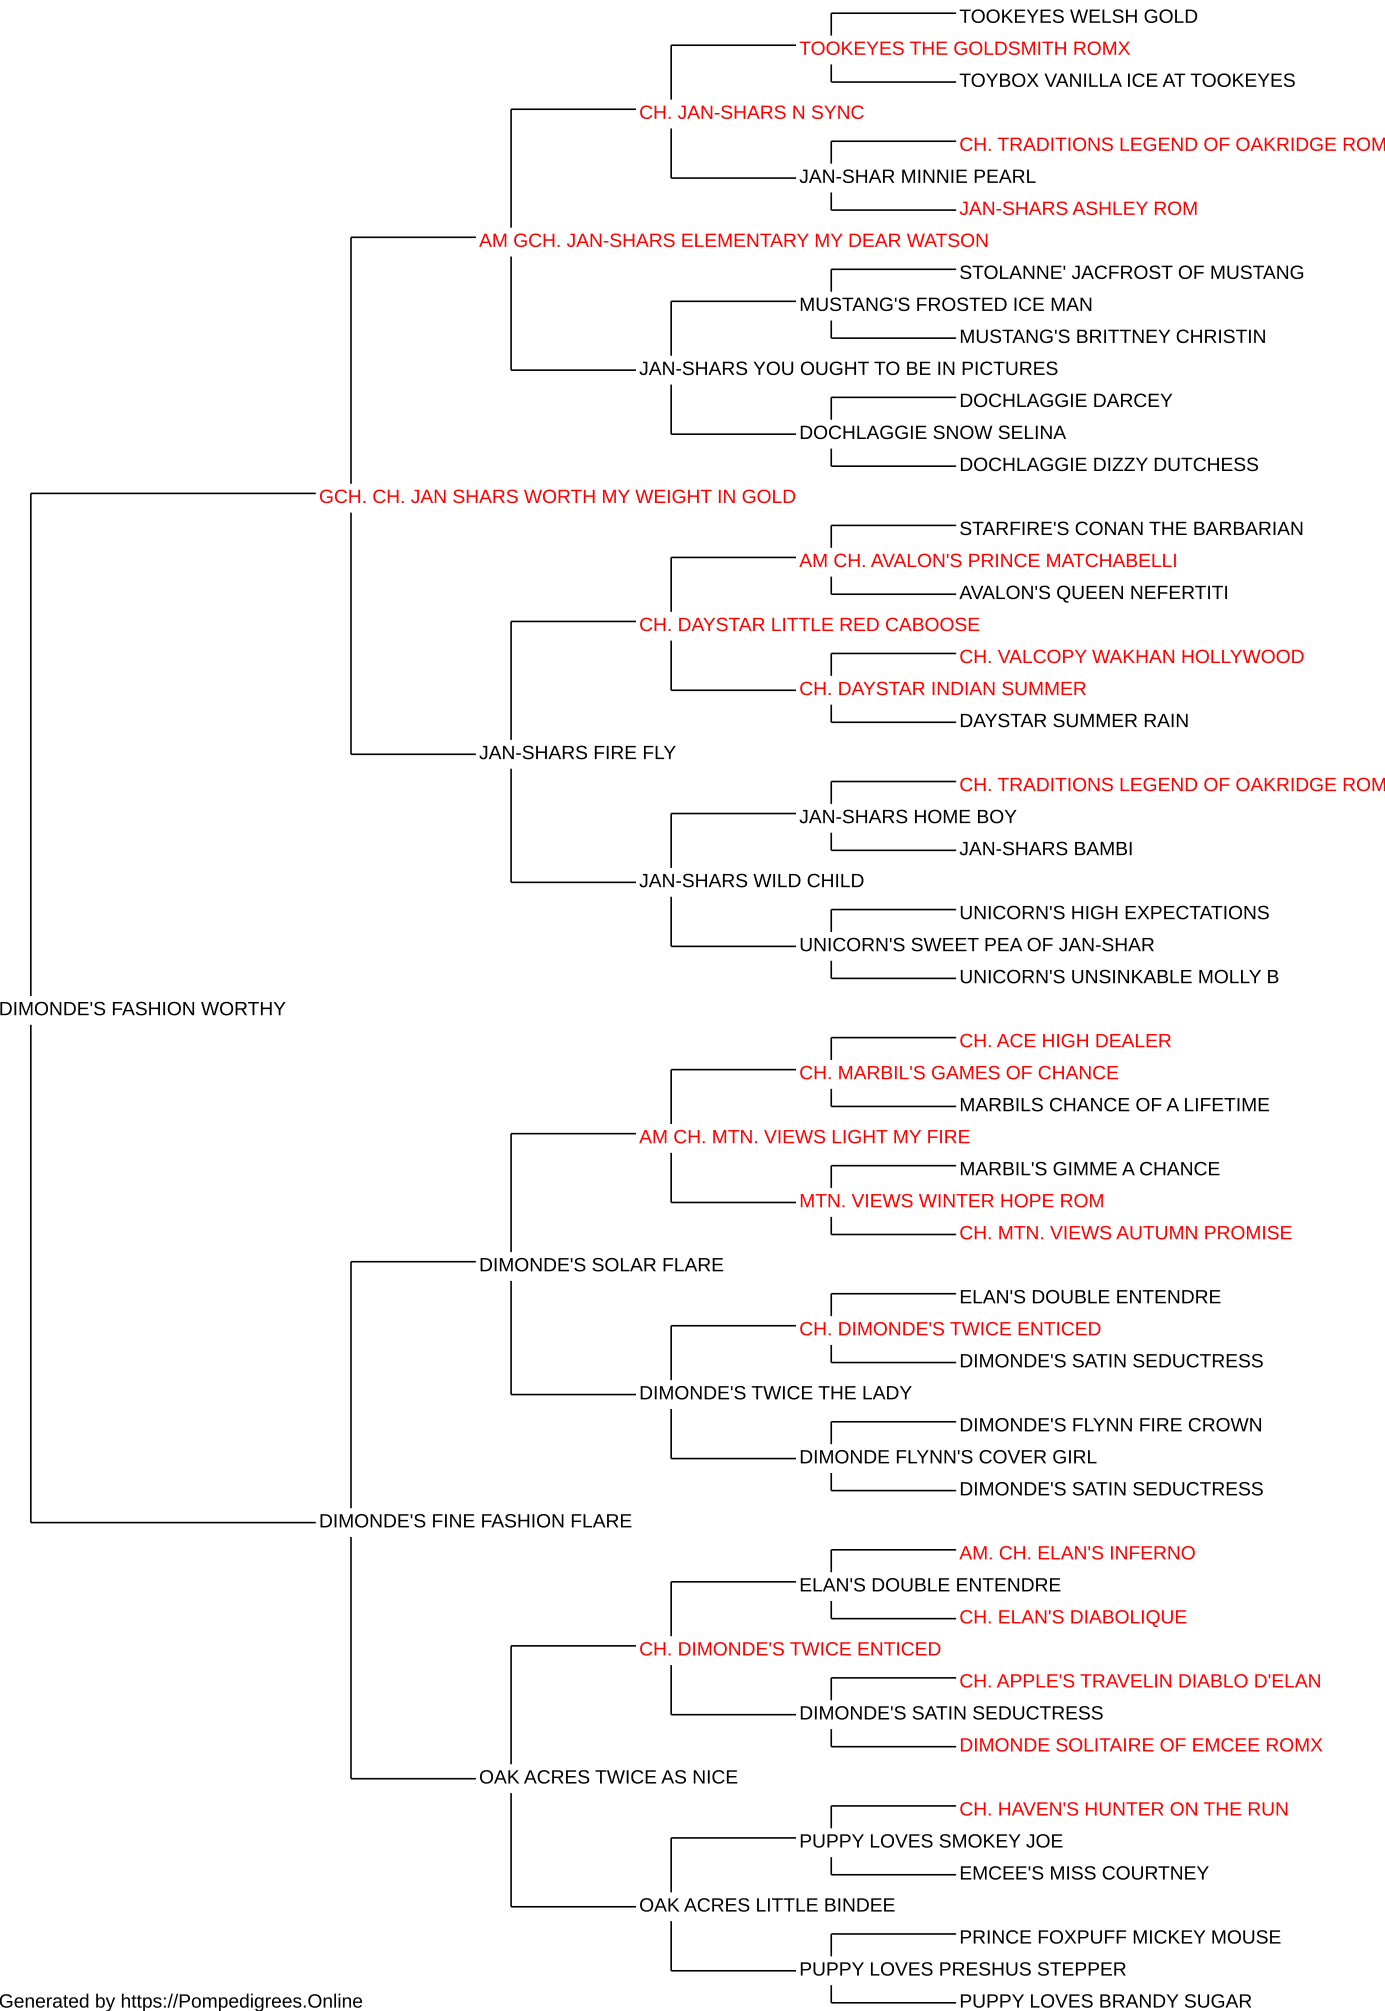 TOOKEYES WELSH GOLD
TOOKEYES THE GOLDSMITH ROMX
TOYBOX VANILLA ICE AT TOOKEYES
CH. JAN-SHARS N SYNC
CH. TRADITIONS LEGEND OF OAKRIDGE ROM
JAN-SHAR MINNIE PEARL
JAN-SHARS ASHLEY ROM
AM GCH. JAN-SHARS ELEMENTARY MY DEAR WATSON
STOLANNE' JACFROST OF MUSTANG
MUSTANG'S FROSTED ICE MAN
MUSTANG'S BRITTNEY CHRISTIN
JAN-SHARS YOU OUGHT TO BE IN PICTURES
DOCHLAGGIE DARCEY
DOCHLAGGIE SNOW SELINA
DOCHLAGGIE DIZZY DUTCHESS
GCH. CH. JAN SHARS WORTH MY WEIGHT IN GOLD
STARFIRE'S CONAN THE BARBARIAN
AM CH. AVALON'S PRINCE MATCHABELLI
AVALON'S QUEEN NEFERTITI
CH. DAYSTAR LITTLE RED CABOOSE
CH. VALCOPY WAKHAN HOLLYWOOD
CH. DAYSTAR INDIAN SUMMER
DAYSTAR SUMMER RAIN
JAN-SHARS FIRE FLY
CH. TRADITIONS LEGEND OF OAKRIDGE ROM
JAN-SHARS HOME BOY
JAN-SHARS BAMBI
JAN-SHARS WILD CHILD
UNICORN'S HIGH EXPECTATIONS
UNICORN'S SWEET PEA OF JAN-SHAR
UNICORN'S UNSINKABLE MOLLY B
DIMONDE'S FASHION WORTHY
CH. ACE HIGH DEALER
CH. MARBIL'S GAMES OF CHANCE
MARBILS CHANCE OF A LIFETIME
AM CH. MTN. VIEWS LIGHT MY FIRE
MARBIL'S GIMME A CHANCE
MTN. VIEWS WINTER HOPE ROM
CH. MTN. VIEWS AUTUMN PROMISE
DIMONDE'S SOLAR FLARE
ELAN'S DOUBLE ENTENDRE
CH. DIMONDE'S TWICE ENTICED
DIMONDE'S SATIN SEDUCTRESS
DIMONDE'S TWICE THE LADY
DIMONDE'S FLYNN FIRE CROWN
DIMONDE FLYNN'S COVER GIRL
DIMONDE'S SATIN SEDUCTRESS
DIMONDE'S FINE FASHION FLARE
AM. CH. ELAN'S INFERNO
ELAN'S DOUBLE ENTENDRE
CH. ELAN'S DIABOLIQUE
CH. DIMONDE'S TWICE ENTICED
CH. APPLE'S TRAVELIN DIABLO D'ELAN
DIMONDE'S SATIN SEDUCTRESS
DIMONDE SOLITAIRE OF EMCEE ROMX
OAK ACRES TWICE AS NICE
CH. HAVEN'S HUNTER ON THE RUN
PUPPY LOVES SMOKEY JOE
EMCEE'S MISS COURTNEY
OAK ACRES LITTLE BINDEE
PRINCE FOXPUFF MICKEY MOUSE
PUPPY LOVES PRESHUS STEPPER
PUPPY LOVES BRANDY SUGAR
Generated by https://Pompedigrees.Online